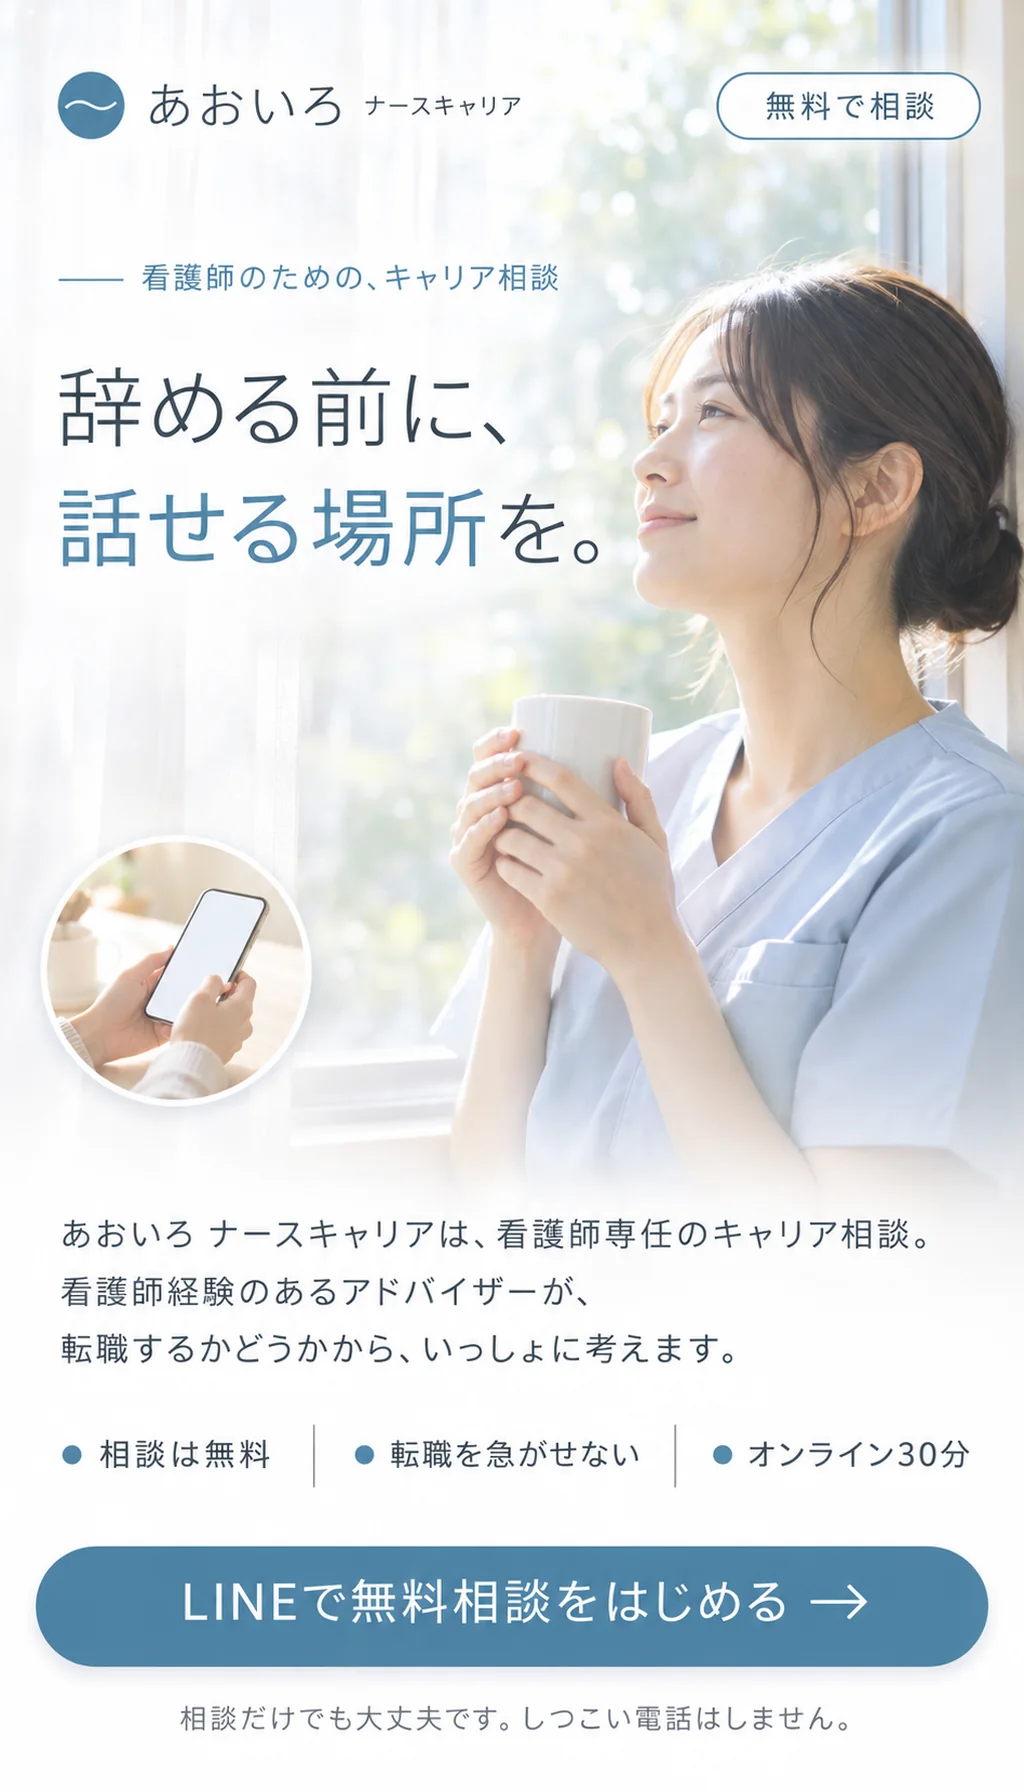 あおいろ ナースキャリア
無料で相談
看護師のための、キャリア相談
辞める前に、
話せる場所を。
あおいろ ナースキャリアは、看護師専任のキャリア相談。
看護師経験のあるアドバイザーが、
転職するかどうかから、いっしょに考えます。
相談は無料
転職を急がせない
オンライン30分
LINEで無料相談をはじめる →
相談だけでも大丈夫です。しつこい電話はしません。